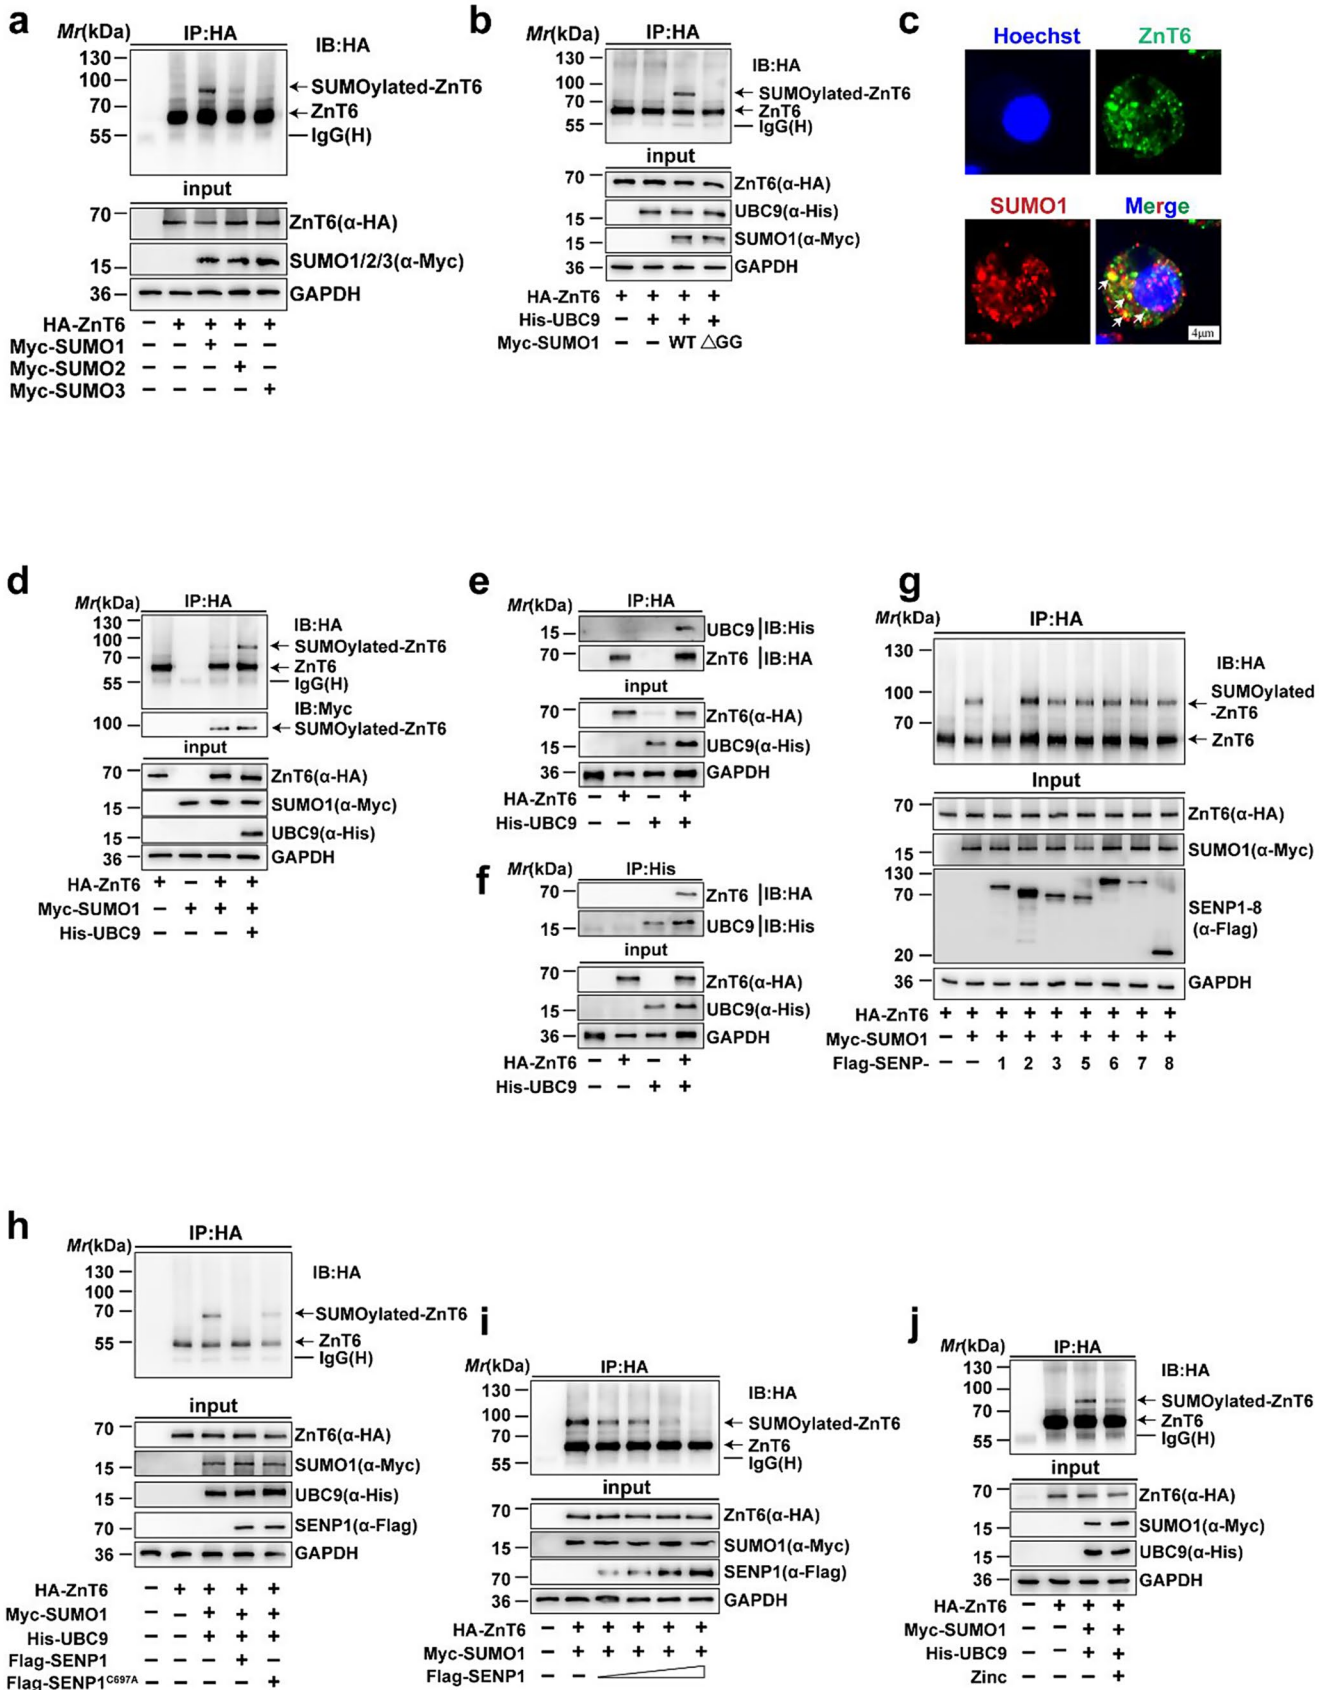 a
Mr(kDa)
IP:HA
IB:HA
130
100
70
55
SUMOylated-ZnT6
ZnT6
IgG(H)
input
70
ZnT6(α-HA)
15
SUMO1/2/3(α-Myc)
36
GAPDH
HA-ZnT6 – + + + +
Myc-SUMO1 – – + – –
Myc-SUMO2 – – – + –
Myc-SUMO3 – – – – +
b
Mr(kDa)
IP:HA
IB:HA
130
100
70
55
SUMOylated-ZnT6
ZnT6
IgG(H)
input
70
ZnT6(α-HA)
15
UBC9(α-His)
15
SUMO1(α-Myc)
36
GAPDH
HA-ZnT6 + + + +
His-UBC9 – + + +
Myc-SUMO1 – – WT △GG
c
Hoechst
ZnT6
SUMO1
Merge
4μm
d
Mr(kDa)
IP:HA
IB:HA
130
100
70
55
SUMOylated-ZnT6
ZnT6
IgG(H)
IB:Myc
100
SUMOylated-ZnT6
input
70
ZnT6(α-HA)
15
SUMO1(α-Myc)
15
UBC9(α-His)
36
GAPDH
HA-ZnT6 + – + +
Myc-SUMO1 – + + +
His-UBC9 – – – +
e
Mr(kDa)
IP:HA
15
UBC9 IB:His
70
ZnT6 IB:HA
input
70
ZnT6(α-HA)
15
UBC9(α-His)
36
GAPDH
HA-ZnT6 – + – +
His-UBC9 – – + +
f
Mr(kDa)
IP:His
70
ZnT6 IB:HA
15
UBC9 IB:His
input
70
ZnT6(α-HA)
15
UBC9(α-His)
36
GAPDH
HA-ZnT6 – + – +
His-UBC9 – – + +
g
Mr(kDa)
IP:HA
IB:HA
130
100
70
SUMOylated
-ZnT6
ZnT6
Input
70
ZnT6(α-HA)
15
SUMO1(α-Myc)
130
70
20
SENP1-8
(α-Flag)
36
GAPDH
HA-ZnT6 + + + + + + + + +
Myc-SUMO1 – + + + + + + + +
Flag-SENP- – – 1 2 3 5 6 7 8
h
Mr(kDa)
IP:HA
IB:HA
130
100
70
55
SUMOylated-ZnT6
ZnT6
IgG(H)
input
70
ZnT6(α-HA)
15
SUMO1(α-Myc)
15
UBC9(α-His)
70
SENP1(α-Flag)
36
GAPDH
HA-ZnT6 – + + + +
Myc-SUMO1 – – + + +
His-UBC9 – – + + +
Flag-SENP1 – – – + –
Flag-SENP1C697A – – – – +
i
Mr(kDa)
IP:HA
IB:HA
130
100
70
55
SUMOylated-ZnT6
ZnT6
IgG(H)
input
70
ZnT6(α-HA)
15
SUMO1(α-Myc)
70
SENP1(α-Flag)
36
GAPDH
HA-ZnT6 – + + + + +
Myc-SUMO1 – + + + + +
Flag-SENP1 – –
j
Mr(kDa)
IP:HA
IB:HA
130
100
70
55
SUMOylated-ZnT6
ZnT6
IgG(H)
input
70
ZnT6(α-HA)
15
SUMO1(α-Myc)
15
UBC9(α-His)
36
GAPDH
HA-ZnT6 – + + +
Myc-SUMO1 – – + +
His-UBC9 – – + +
Zinc – – – +